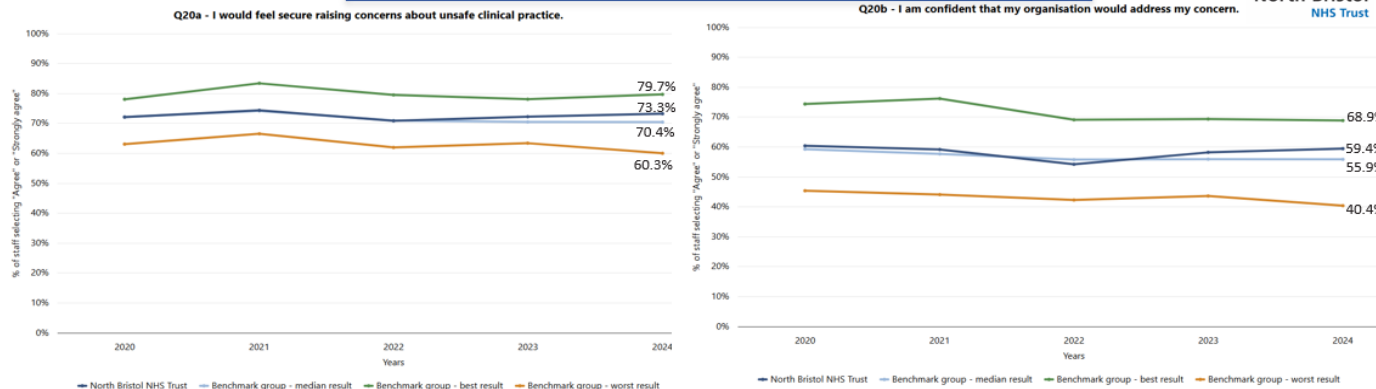 Q20a - I would feel secure raising concerns about unsafe clinical practice.
100%
90%
80%
70%
60%
50%
40%
30%
20%
10%
0%
% of staff selecting "Agree" or "Strongly agree"
79.7%
73.3%
70.4%
60.3%
2020 2021 2022 2023 2024
Years
North Bristol NHS Trust Benchmark group - median result Benchmark group - best result Benchmark group - worst result
Q20b - I am confident that my organisation would address my concern.
NHS Trust
100%
90%
80%
70%
60%
50%
40%
30%
20%
10%
0%
% of staff selecting "Agree" or "Strongly agree"
68.9%
59.4%
55.9%
40.4%
2020 2021 2022 2023 2024
Years
North Bristol NHS Trust Benchmark group - median result Benchmark group - best result Benchmark group - worst result